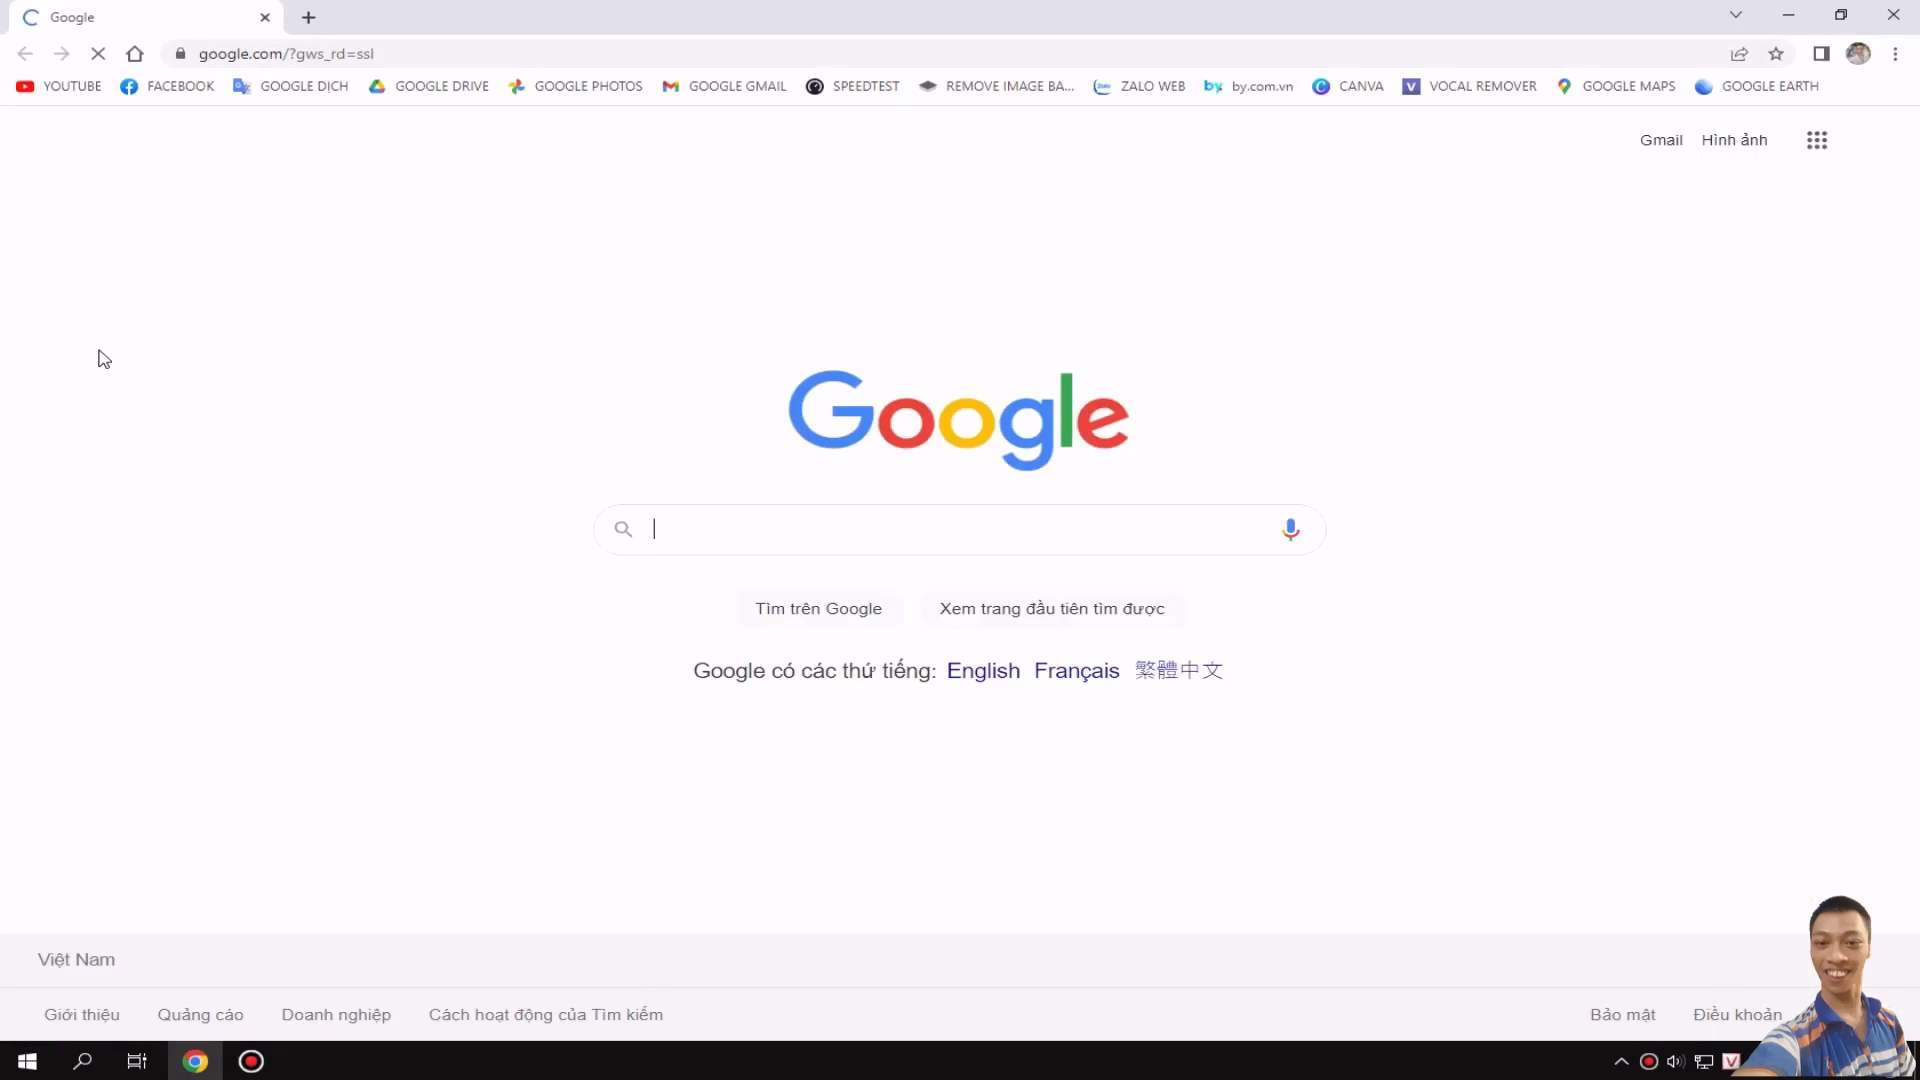 Google
google.com/?gws_rd=ssl
YOUTUBE FACEBOOK GOOGLE DỊCH GOOGLE DRIVE GOOGLE PHOTOS GOOGLE GMAIL SPEEDTEST REMOVE IMAGE BA... Zalo ZALO WEB by. by.com.vn CANVA V VOCAL REMOVER GOOGLE MAPS GOOGLE EARTH
Gmail Hình ảnh
Google
Tìm trên Google Xem trang đầu tiên tìm được
Google có các thứ tiếng: English Français 繁體中文
Việt Nam
Giới thiệu Quảng cáo Doanh nghiệp Cách hoạt động của Tìm kiếm Bảo mật Điều khoản
V